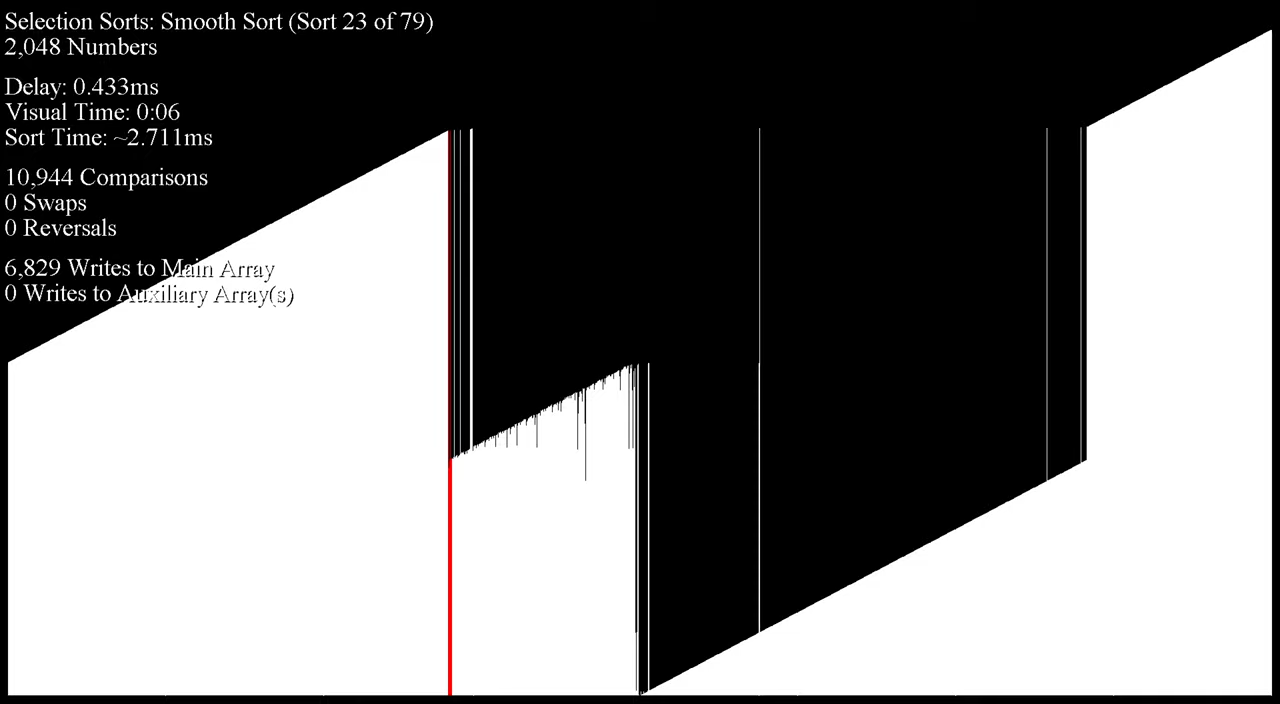 Selection Sorts: Smooth Sort (Sort 23 of 79)
2,048 Numbers
Delay: 0.433ms
Visual Time: 0:06
Sort Time: ~2.711ms
10,944 Comparisons
0 Swaps
0 Reversals
6,829 Writes to Main Array
0 Writes to Auxiliary Array(s)